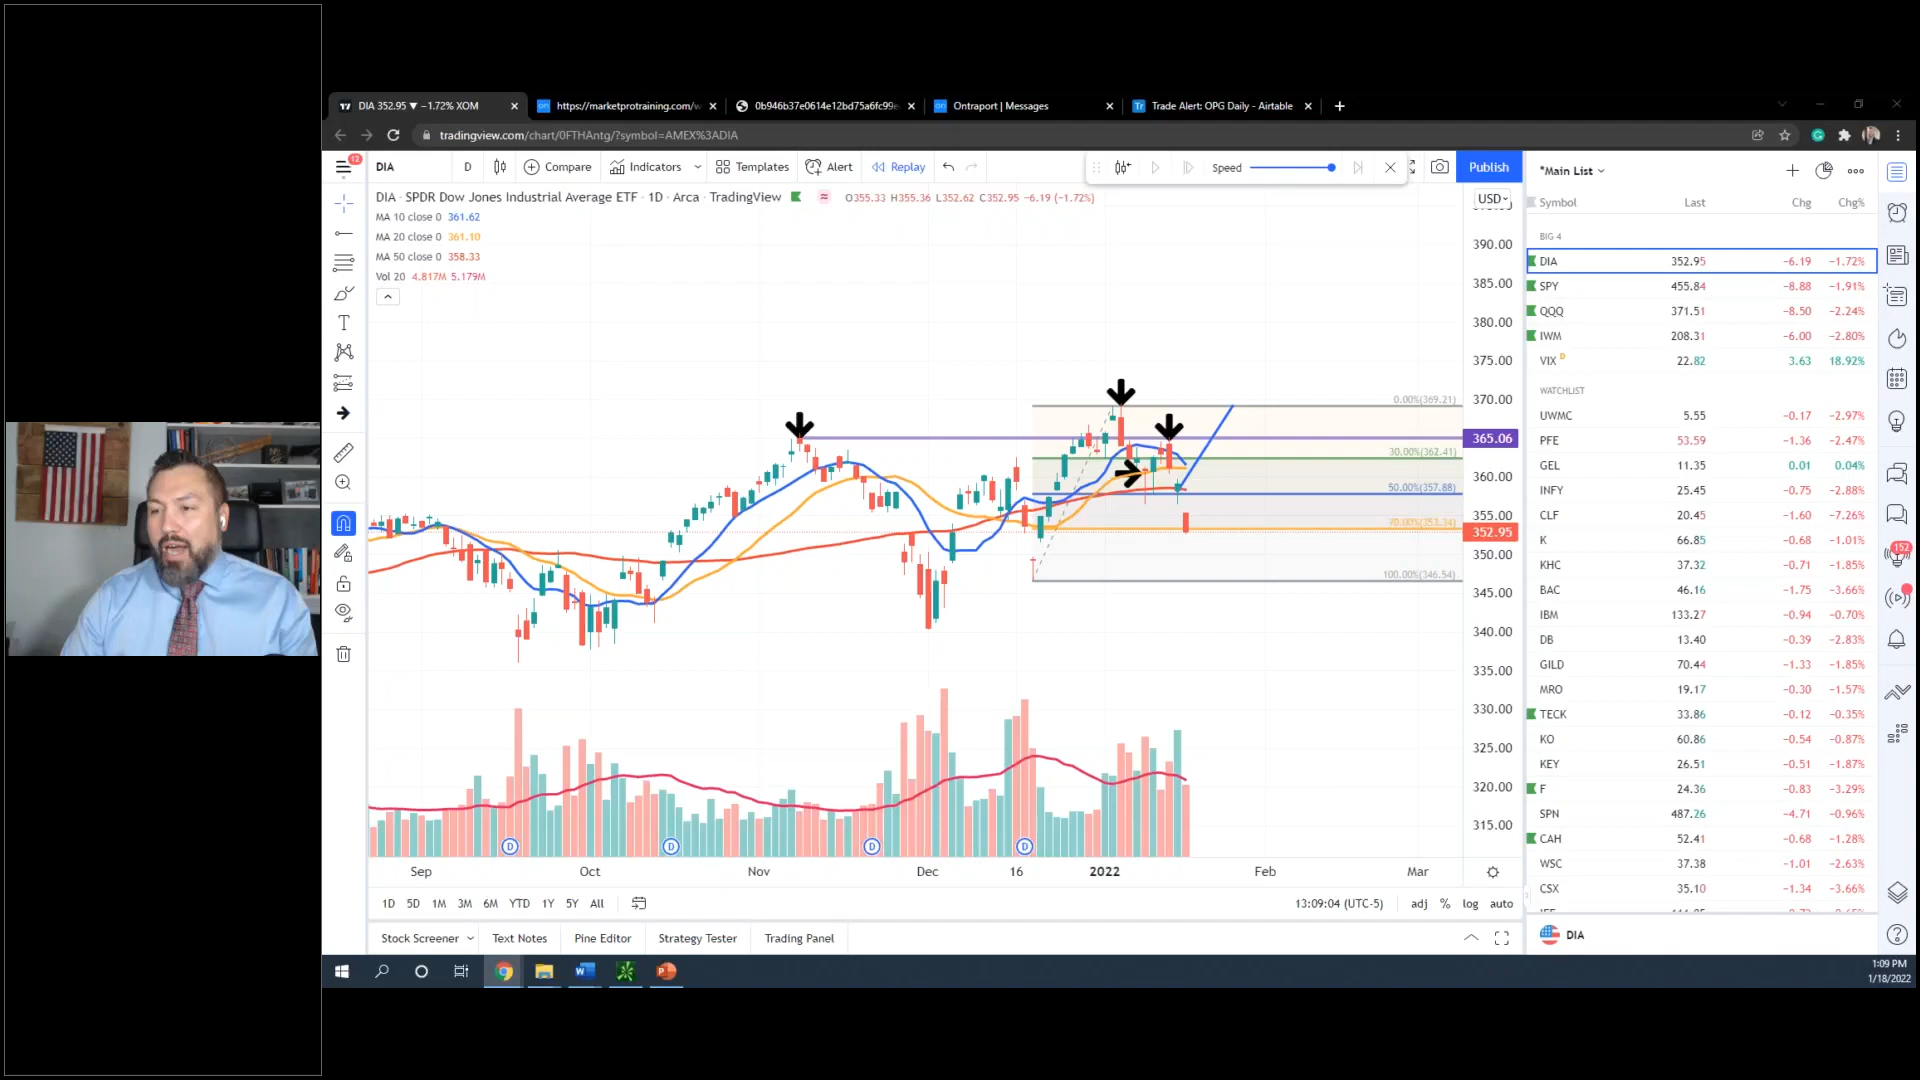 DIA 352.95 ▼ −1.72% XOM
https://marketprotraining.com/w
0b946b37e0614e12bd75a6fc99e
Ontraport | Messages
Trade Alert: OPG Daily - Airtable
tradingview.com/chart/0FTHAntg/?symbol=AMEX%3ADIA
12
DIA
D
Compare
Indicators
Templates
Alert
Replay
Speed
Publish
DIA · SPDR Dow Jones Industrial Average ETF · 1D · Arca · TradingView
O355.33 H355.36 L352.62 C352.95 −6.19 (−1.72%)
USD
MA 10 close 0 361.62
MA 20 close 0 361.10
MA 50 close 0 358.33
Vol 20 4.817M 5.179M
390.00
385.00
380.00
375.00
370.00
365.06
360.00
355.00
352.95
350.00
345.00
340.00
335.00
330.00
325.00
320.00
315.00
0.00%(369.21)
30.00%(362.41)
50.00%(357.88)
70.00%(353.34)
100.00%(346.54)
D
D
D
D
Sep
Oct
Nov
Dec
16
2022
Feb
Mar
1D 5D 1M 3M 6M YTD 1Y 5Y All
13:09:04 (UTC-5)
adj % log auto
Stock Screener
Text Notes
Pine Editor
Strategy Tester
Trading Panel
*Main List
Symbol Last Chg Chg%
BIG 4
DIA 352.95 −6.19 −1.72%
SPY 455.84 −8.88 −1.91%
QQQ 371.51 −8.50 −2.24%
IWM 208.31 −6.00 −2.80%
VIX D 22.82 3.63 18.92%
WATCHLIST
UWMC 5.55 −0.17 −2.97%
PFE 53.59 −1.36 −2.47%
GEL 11.35 0.01 0.04%
INFY 25.45 −0.75 −2.88%
CLF 20.45 −1.60 −7.26%
K 66.85 −0.68 −1.01%
KHC 37.32 −0.71 −1.85%
BAC 46.16 −1.75 −3.66%
IBM 133.27 −0.94 −0.70%
DB 13.40 −0.39 −2.83%
GILD 70.44 −1.33 −1.85%
MRO 19.17 −0.30 −1.57%
TECK 33.86 −0.12 −0.35%
KO 60.86 −0.54 −0.87%
KEY 26.51 −0.51 −1.87%
F 24.36 −0.83 −3.29%
SPN 487.26 −4.71 −0.96%
CAH 52.41 −0.68 −1.28%
WSC 37.38 −1.01 −2.63%
CSX 35.10 −1.34 −3.66%
DIA
152
1:09 PM
1/18/2022